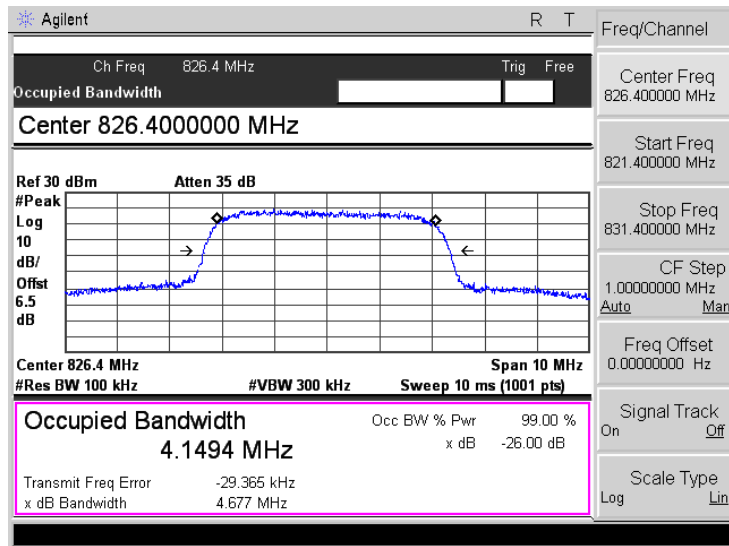 Agilent R T
Ch Freq 826.4 MHz Trig Free
Occupied Bandwidth
Center 826.4000000 MHz
Ref 30 dBm Atten 35 dB
#Peak
Log
10
dB/
Offst
6.5
dB
Center 826.4 MHz Span 10 MHz
#Res BW 100 kHz #VBW 300 kHz Sweep 10 ms (1001 pts)
Occupied Bandwidth Occ BW % Pwr 99.00 %
4.1494 MHz x dB -26.00 dB
Transmit Freq Error -29.365 kHz
x dB Bandwidth 4.677 MHz
Freq/Channel
Center Freq
826.400000 MHz
Start Freq
821.400000 MHz
Stop Freq
831.400000 MHz
CF Step
1.00000000 MHz
Auto Man
Freq Offset
0.00000000 Hz
Signal Track
On Off
Scale Type
Log Lin